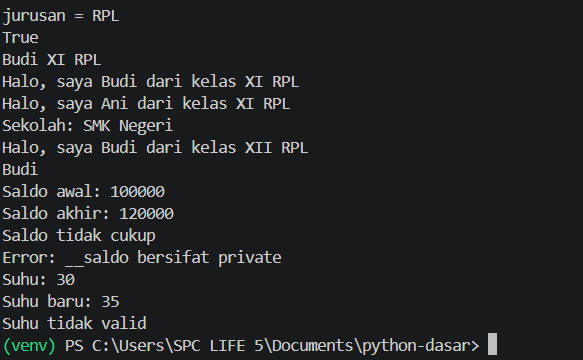 jurusan = RPL
True
Budi XI RPL
Halo, saya Budi dari kelas XI RPL
Halo, saya Ani dari kelas XI RPL
Sekolah: SMK Negeri
Halo, saya Budi dari kelas XII RPL
Budi
Saldo awal: 100000
Saldo akhir: 120000
Saldo tidak cukup
Error: __saldo bersifat private
Suhu: 30
Suhu baru: 35
Suhu tidak valid
(venv) PS C:\Users\SPC LIFE 5\Documents\python-dasar>